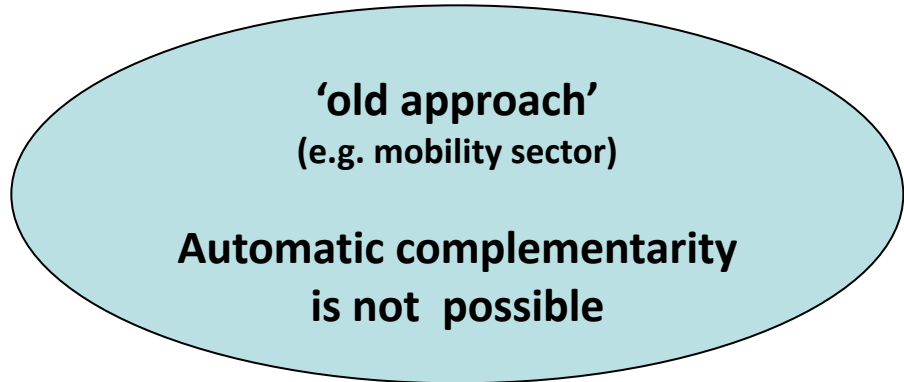 ‘old approach’
(e.g. mobility sector)
Automatic complementarity
is not possible